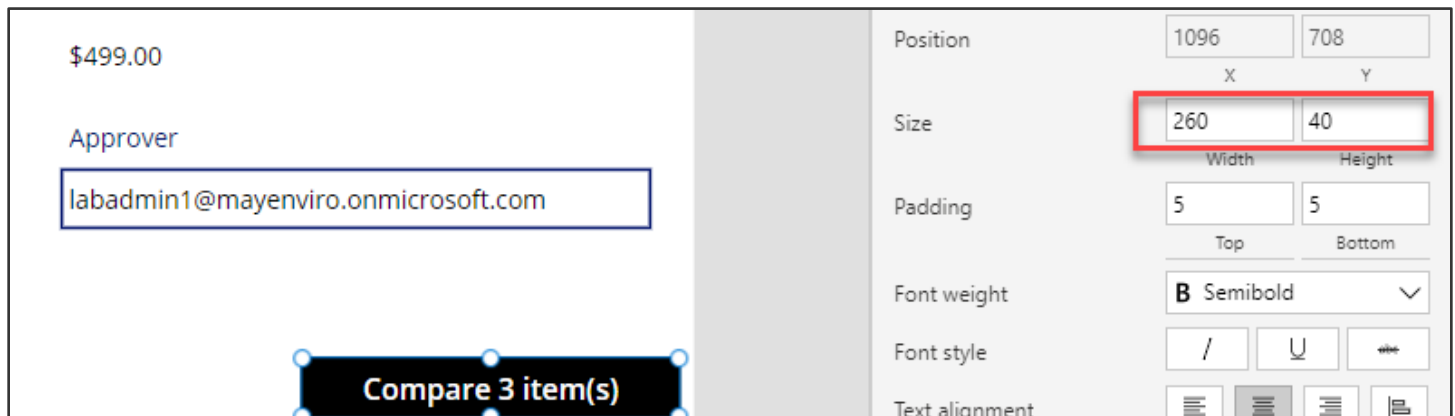 $499.00
Approver
labadmin1@mayenviro.onmicrosoft.com
Compare 3 item(s)
Position 1096 708
X Y
Size 260 40
Width Height
Padding 5 5
Top Bottom
Font weight B Semibold
Font style / U abc
Text alignment